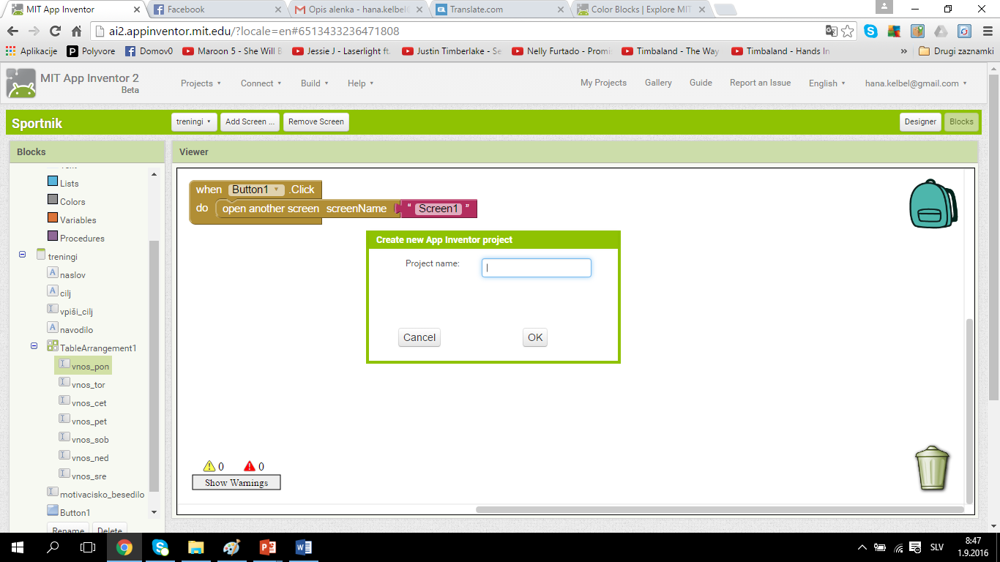 MIT App Inventor
Facebook
Opis alenka - hana.kelbel@
Translate.com
Color Blocks | Explore MIT
ai2.appinventor.mit.edu/?locale=en#6513433236471808
Aplikacije
Polyvore
Domov0
Maroon 5 - She Will B
Jessie J - Laserlight ft.
Justin Timberlake - Se
Nelly Furtado - Promi
Timbaland - The Way
Timbaland - Hands In
»
Drugi zaznamki
MIT App Inventor 2
Beta
Projects
Connect
Build
Help
My Projects
Gallery
Guide
Report an Issue
English
hana.kelbel@gmail.com
Sportnik
treningi
Add Screen ...
Remove Screen
Designer
Blocks
Blocks
Lists
Colors
Variables
Procedures
treningi
naslov
cilj
vpiši_cilj
navodilo
TableArrangement1
vnos_pon
vnos_tor
vnos_cet
vnos_pet
vnos_sob
vnos_ned
vnos_sre
motivacisko_besedilo
Button1
Rename
Delete
Viewer
when Button1 .Click
do open another screen screenName " Screen1 "
Create new App Inventor project
Project name:
Cancel
OK
0
0
Show Warnings
SLV
8:47
1.9.2016